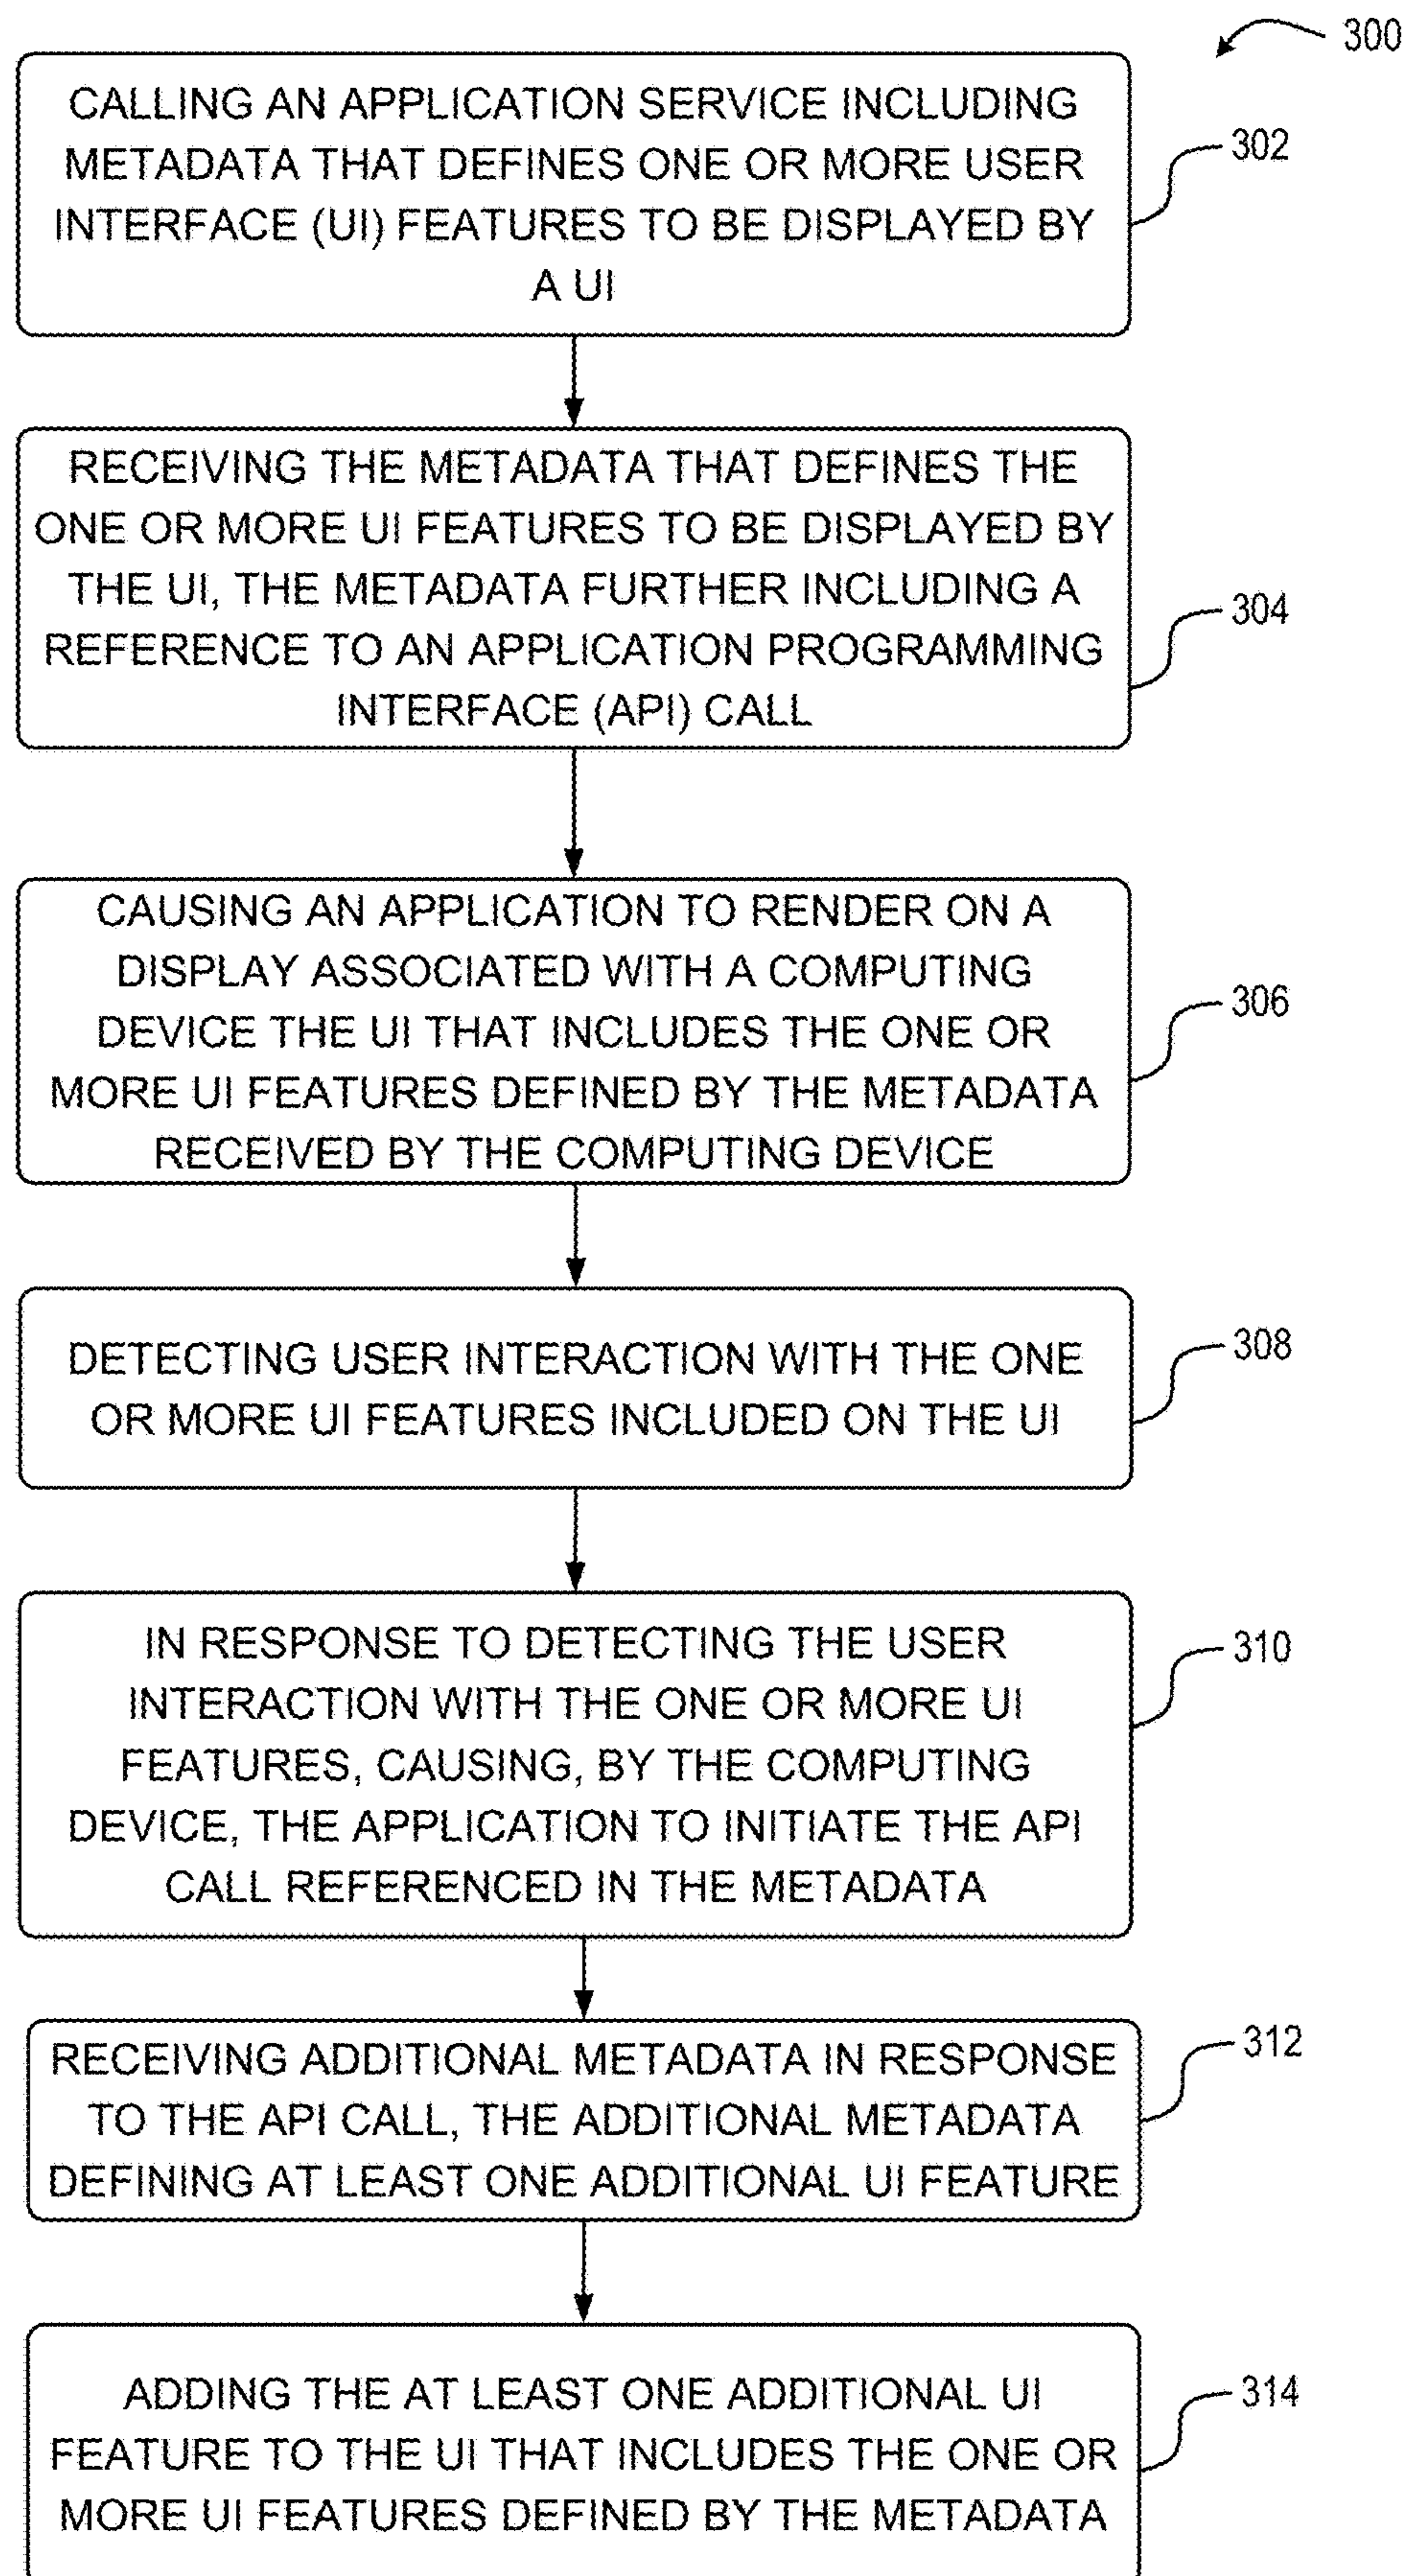 300
CALLING AN APPLICATION SERVICE INCLUDING
METADATA THAT DEFINES ONE OR MORE USER
INTERFACE (UI) FEATURES TO BE DISPLAYED BY
A UI
302
RECEIVING THE METADATA THAT DEFINES THE
ONE OR MORE UI FEATURES TO BE DISPLAYED BY
THE UI, THE METADATA FURTHER INCLUDING A
REFERENCE TO AN APPLICATION PROGRAMMING
INTERFACE (API) CALL
304
CAUSING AN APPLICATION TO RENDER ON A
DISPLAY ASSOCIATED WITH A COMPUTING
DEVICE THE UI THAT INCLUDES THE ONE OR
MORE UI FEATURES DEFINED BY THE METADATA
RECEIVED BY THE COMPUTING DEVICE
306
DETECTING USER INTERACTION WITH THE ONE
OR MORE UI FEATURES INCLUDED ON THE UI
308
IN RESPONSE TO DETECTING THE USER
INTERACTION WITH THE ONE OR MORE UI
FEATURES, CAUSING, BY THE COMPUTING
DEVICE, THE APPLICATION TO INITIATE THE API
CALL REFERENCED IN THE METADATA
310
RECEIVING ADDITIONAL METADATA IN RESPONSE
TO THE API CALL, THE ADDITIONAL METADATA
DEFINING AT LEAST ONE ADDITIONAL UI FEATURE
312
ADDING THE AT LEAST ONE ADDITIONAL UI
FEATURE TO THE UI THAT INCLUDES THE ONE OR
MORE UI FEATURES DEFINED BY THE METADATA
314